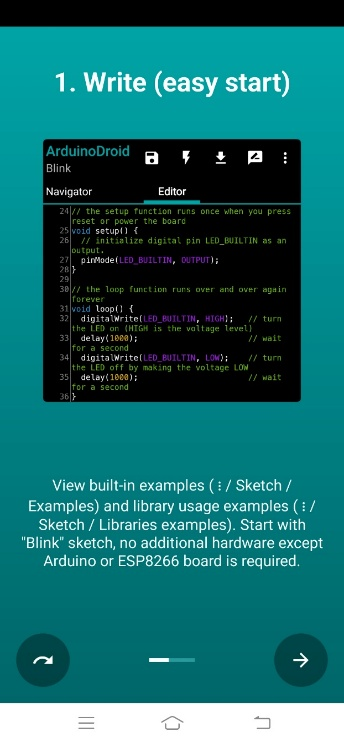 1. Write (easy start)
ArduinoDroid
Blink
Navigator
Editor
24 // the setup function runs once when you press
reset or power the board
25 void setup() {
26 // initialize digital pin LED_BUILTIN as an
output.
27 pinMode(LED_BUILTIN, OUTPUT);
28 }
29
30 // the loop function runs over and over again
forever
31 void loop() {
32 digitalWrite(LED_BUILTIN, HIGH); // turn
the LED on (HIGH is the voltage level)
33 delay(1000); // wait
for a second
34 digitalWrite(LED_BUILTIN, LOW); // turn
the LED off by making the voltage LOW
35 delay(1000); // wait
for a second
36 }
View built-in examples ( ⋮ / Sketch /
Examples) and library usage examples ( ⋮ /
Sketch / Libraries examples). Start with
"Blink" sketch, no additional hardware except
Arduino or ESP8266 board is required.